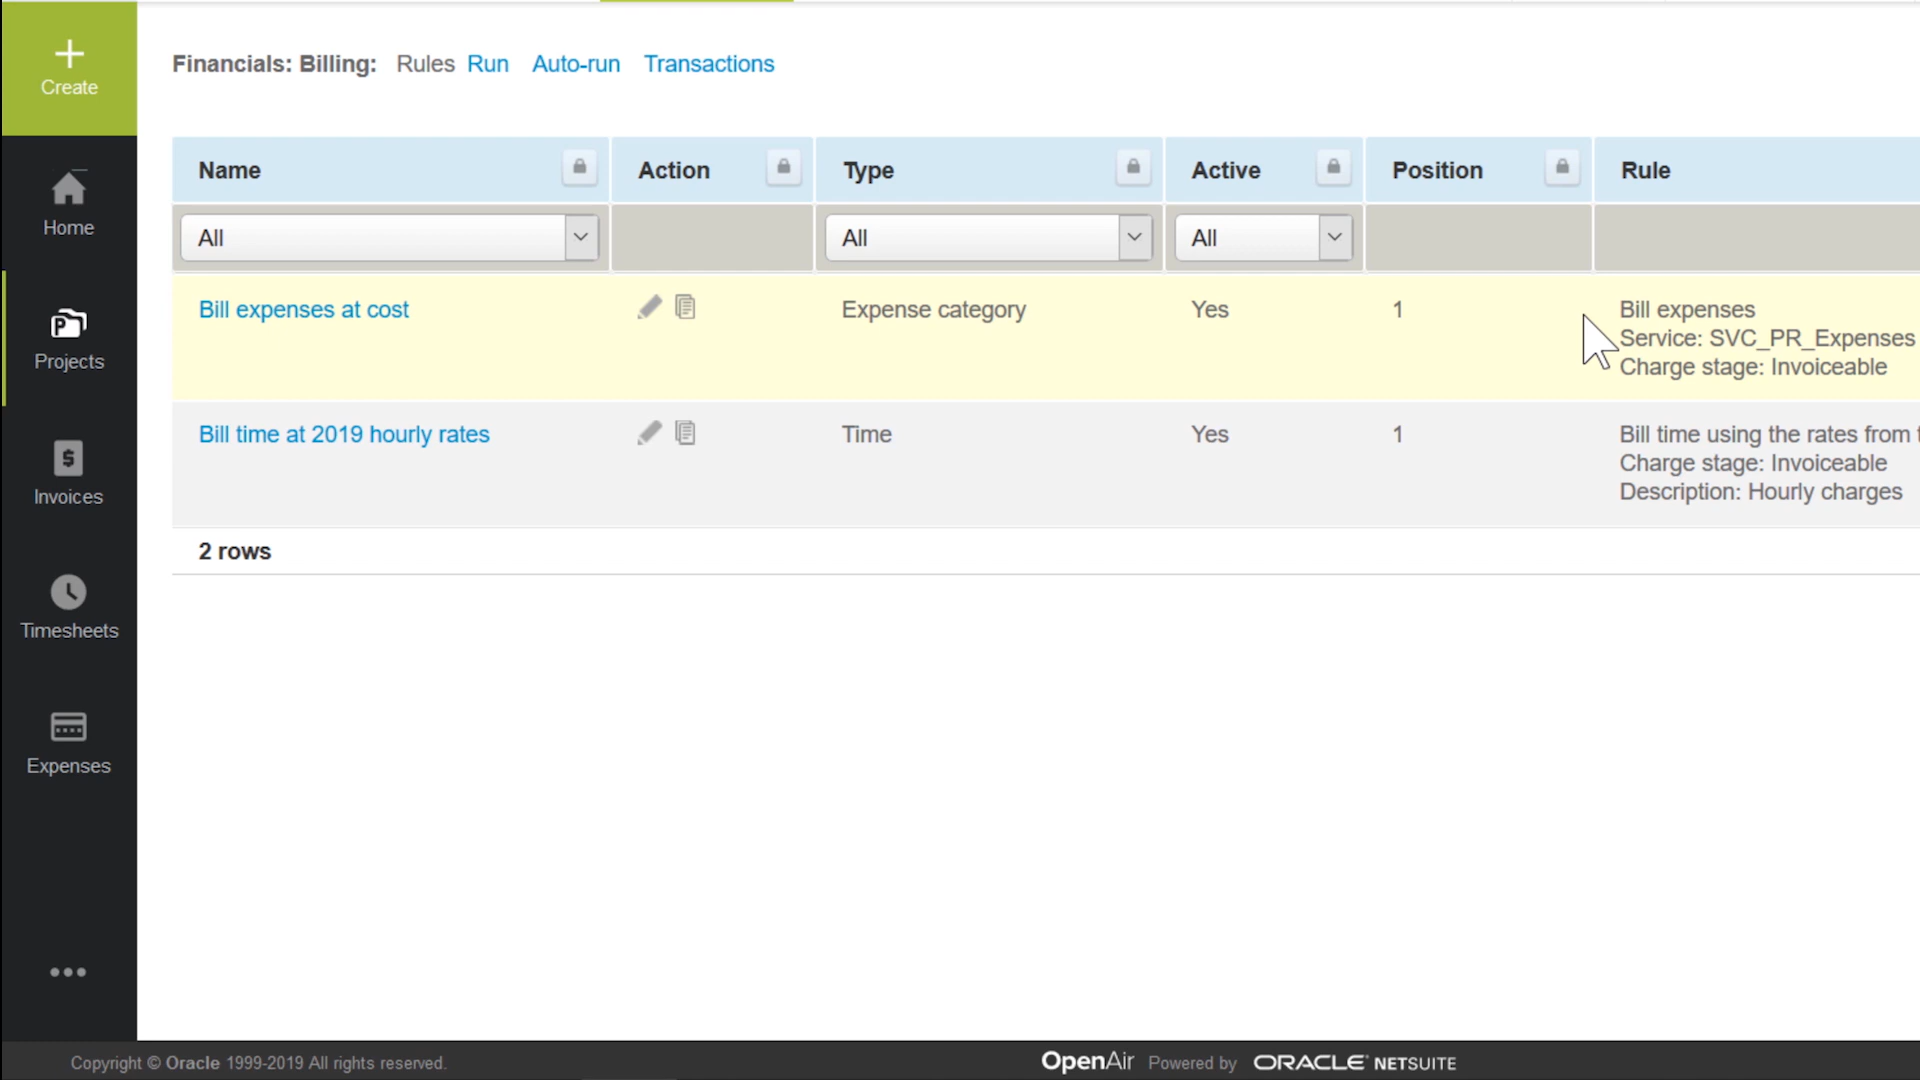 Create
Financials: Billing: Rules Run Auto-run Transactions
Name Action Type Active Position Rule
All All All
Home
Bill expenses at cost Expense category Yes 1 Bill expenses
Service: SVC_PR_Expenses
Charge stage: Invoiceable
Projects
Bill time at 2019 hourly rates Time Yes 1 Bill time using the rates from
Charge stage: Invoiceable
Description: Hourly charges
Invoices
2 rows
Timesheets
Expenses
Copyright © Oracle 1999-2019 All rights reserved. OpenAir Powered by ORACLE NETSUITE